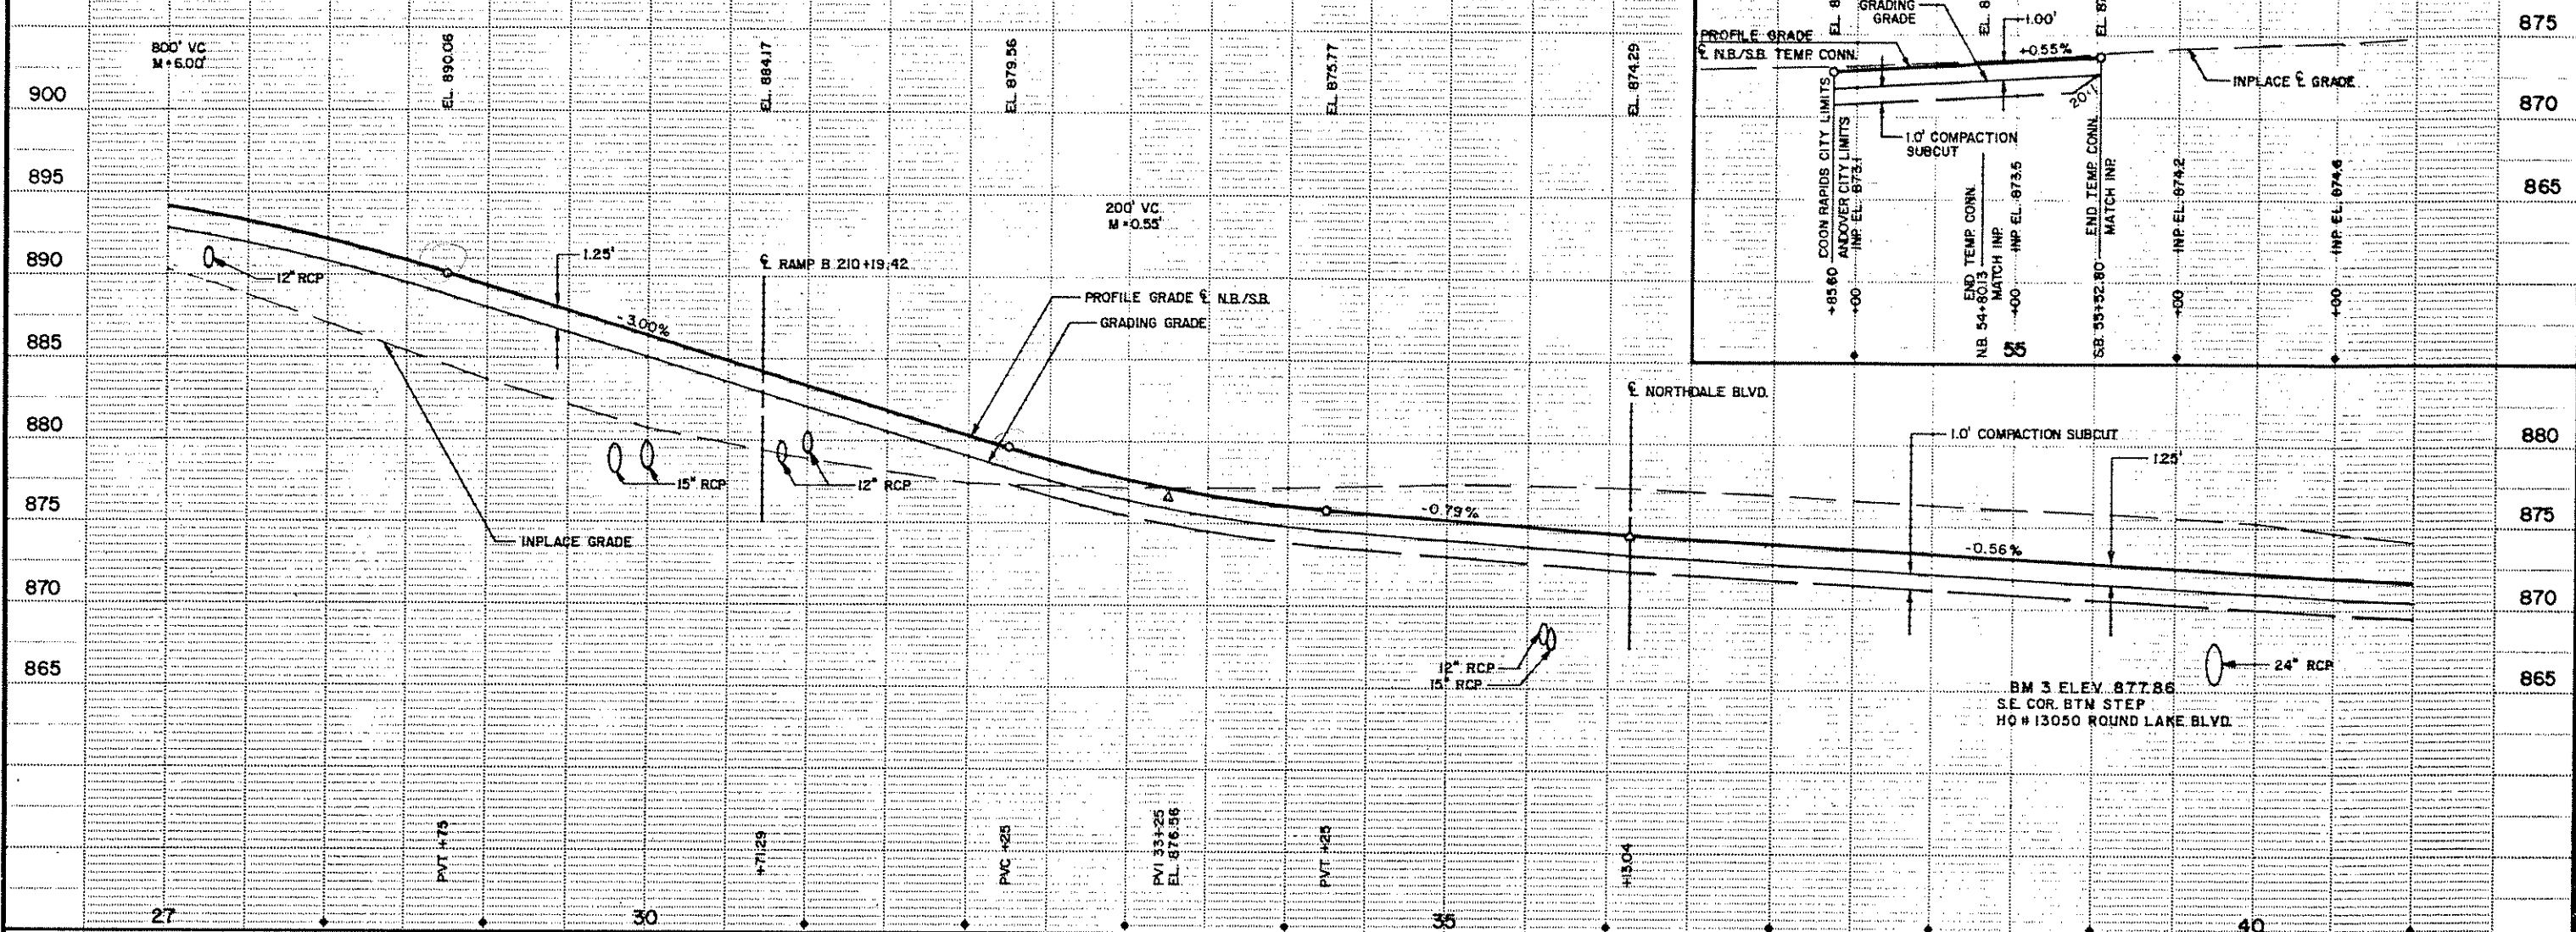 800' VC
M=6.00'
EL. 890.06
EL. 884.17
EL. 879.56
EL. 875.77
EL. 874.29
900
895
890
885
880
875
870
865
12" RCP
1.25'
-3.00%
℄ RAMP B 210+19.42
200' VC
M=0.55'
PROFILE GRADE ℄ N.B./S.B.
GRADING GRADE
15" RCP
12" RCP
INPLACE GRADE
-0.79%
℄ NORTHDALE BLVD.
1.0' COMPACTION SUBCUT
1.25'
-0.56%
12" RCP
15" RCP
24" RCP
BM 3 ELEV. 877.86
S.E. COR. BTM STEP
HO # 13050 ROUND LAKE BLVD.
PVT +75
+71.29
PVC +25
PVI 33+25
EL. 876.56
PVT +25
+13.04
27
30
35
40
880
875
870
865
GRADING
GRADE
1.00'
PROFILE GRADE
℄ N.B./S.B. TEMP. CONN.
+0.55%
INPLACE ℄ GRADE
20:1
1.0' COMPACTION
SUBCUT
+85.60
COON RAPIDS CITY LIMITS
ANDOVER CITY LIMITS
+00 INP. EL. 873.1
N.B. 54+80.13
END TEMP. CONN.
MATCH INP.
+00 INP. EL. 873.5
S.B. 55+52.80
END TEMP. CONN.
MATCH INP.
+00 INP. EL. 874.2
+00 INP. EL. 874.6
55
875
870
865